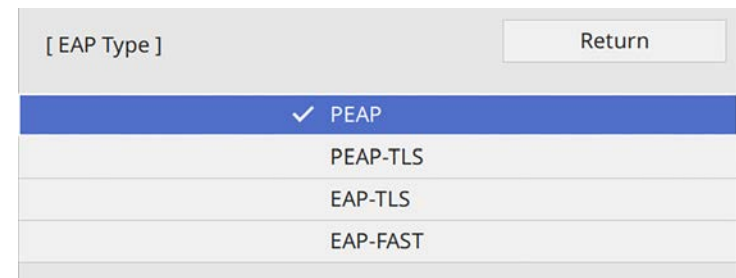 [ EAP Type ]
Return
PEAP
PEAP-TLS
EAP-TLS
EAP-FAST